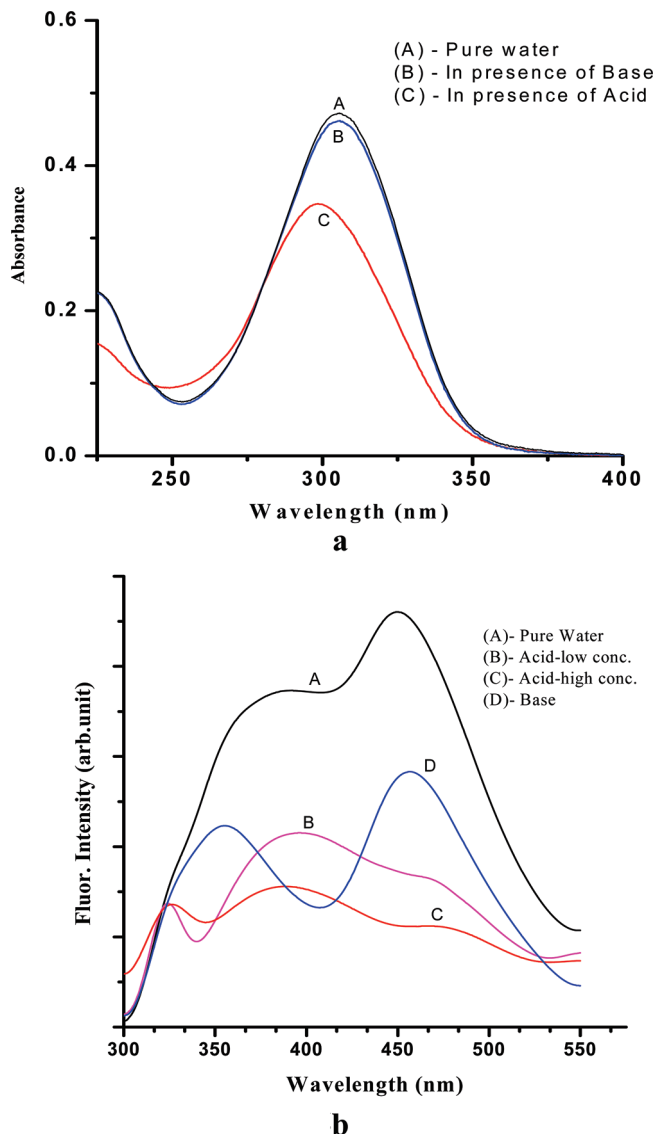 0.6
(A) - Pure water
(B) - In presence of Base
(C) - In presence of Acid
A
B
0.4
C
Absorbance
0.2
0.0
250 300 350 400
Wavelength (nm)
a
(A)- Pure Water
(B)- Acid-low conc.
(C)- Acid-high conc.
(D)- Base
A
D
B
C
Fluor. Intensity (arb.unit)
300 350 400 450 500 550
Wavelength (nm)
b